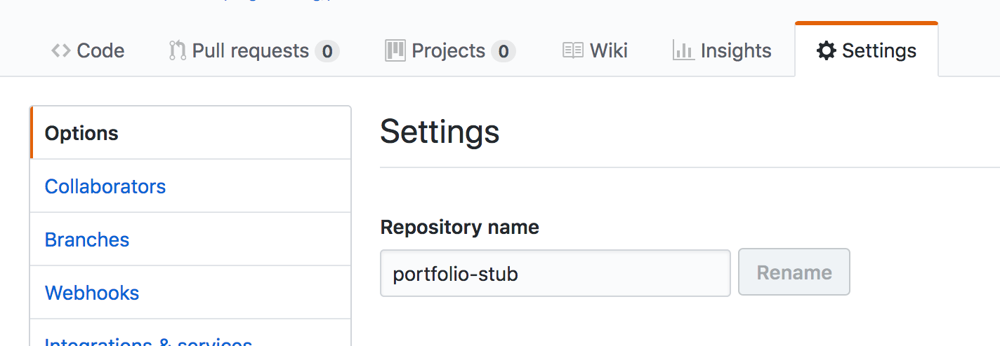 Code Pull requests 0 Projects 0 Wiki Insights Settings
Options
Collaborators
Branches
Webhooks
Integrations & services
Settings
Repository name
portfolio-stub Rename